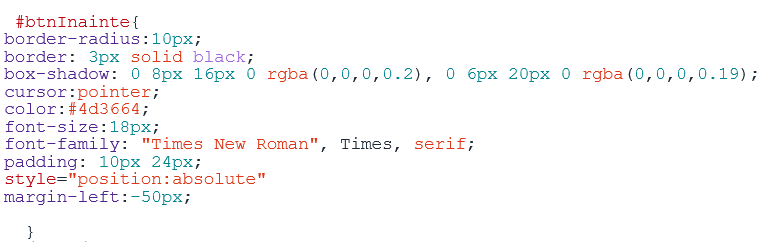 #btnInainte{
border-radius:10px;
border: 3px solid black;
box-shadow: 0 8px 16px 0 rgba(0,0,0,0.2), 0 6px 20px 0 rgba(0,0,0,0.19);
cursor:pointer;
color:#4d3664;
font-size:18px;
font-family: "Times New Roman", Times, serif;
padding: 10px 24px;
style="position:absolute"
margin-left:-50px;
}